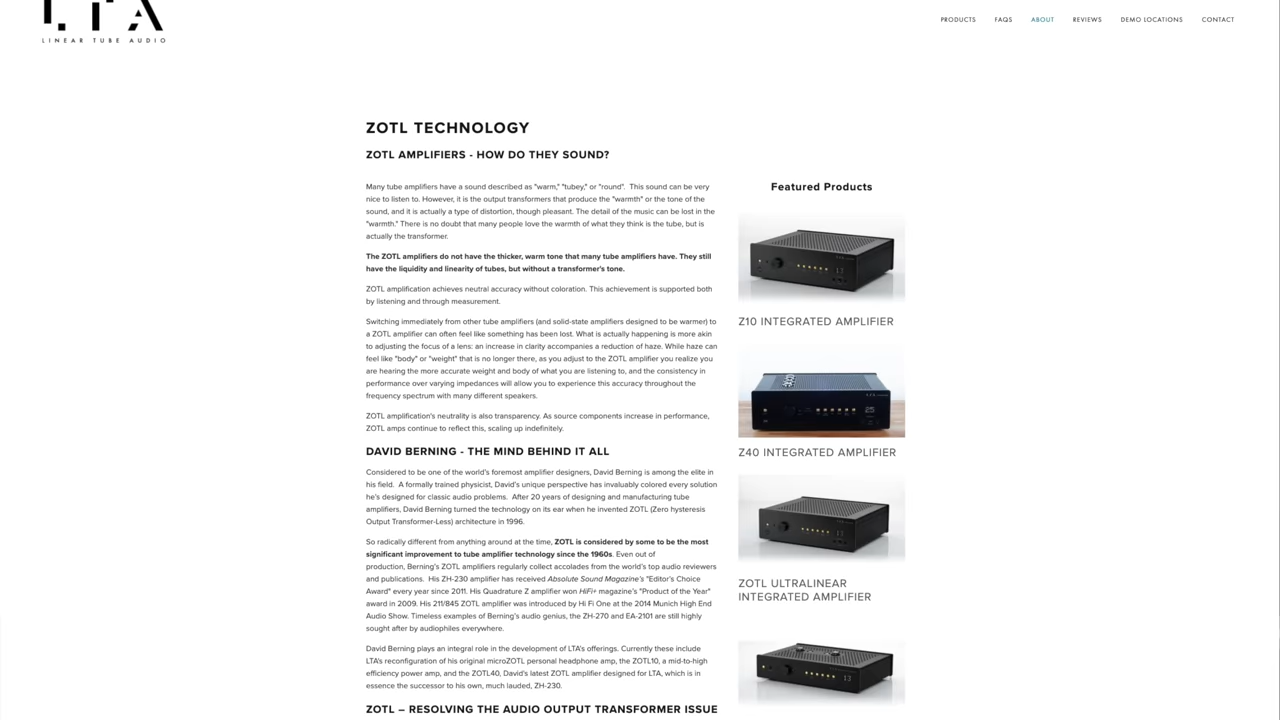 LTA
LINEAR TUBE AUDIO
PRODUCTS FAQS ABOUT REVIEWS DEMO LOCATIONS CONTACT
ZOTL TECHNOLOGY
ZOTL AMPLIFIERS - HOW DO THEY SOUND?
Many tube amplifiers have a sound described as "warm," "tubey," or "round".  This sound can be very
nice to listen to. However, it is the output transformers that produce the "warmth" or the tone of the
sound, and it is actually a type of distortion, though pleasant. The detail of the music can be lost in the
"warmth." There is no doubt that many people love the warmth of what they think is the tube, but is
actually the transformer.
The ZOTL amplifiers do not have the thicker, warm tone that many tube amplifiers have. They still
have the liquidity and linearity of tubes, but without a transformer's tone.
ZOTL amplification achieves neutral accuracy without coloration. This achievement is supported both
by listening and through measurement.
Switching immediately from other tube amplifiers (and solid-state amplifiers designed to be warmer) to
a ZOTL amplifier can often feel like something has been lost. What is actually happening is more akin
to adjusting the focus of a lens: an increase in clarity accompanies a reduction of haze. While haze can
feel like "body" or "weight" that is no longer there, as you adjust to the ZOTL amplifier you realize you
are hearing the more accurate weight and body of what you are listening to, and the consistency in
performance over varying impedances will allow you to experience this accuracy throughout the
frequency spectrum with many different speakers.
ZOTL amplification's neutrality is also transparency. As source components increase in performance,
ZOTL amps continue to reflect this, scaling up indefinitely.
DAVID BERNING - THE MIND BEHIND IT ALL
Considered to be one of the world's foremost amplifier designers, David Berning is among the elite in
his field.  A formally trained physicist, David's unique perspective has invaluably colored every solution
he's designed for classic audio problems.  After 20 years of designing and manufacturing tube
amplifiers, David Berning turned the technology on its ear when he invented ZOTL (Zero hysteresis
Output Transformer-Less) architecture in 1996.
So radically different from anything around at the time, ZOTL is considered by some to be the most
significant improvement to tube amplifier technology since the 1960s. Even out of
production, Berning's ZOTL amplifiers regularly collect accolades from the world's top audio reviewers
and publications.  His ZH-230 amplifier has received Absolute Sound Magazine's "Editor's Choice
Award" every year since 2011. His Quadrature Z amplifier won HiFi+ magazine's "Product of the Year"
award in 2009. His 211/845 ZOTL amplifier was introduced by Hi Fi One at the 2014 Munich High End
Audio Show. Timeless examples of Berning's audio genius, the ZH-270 and EA-2101 are still highly
sought after by audiophiles everywhere.
David Berning plays an integral role in the development of LTA's offerings. Currently these include
LTA's reconfiguration of his original microZOTL personal headphone amp, the ZOTL10, a mid-to-high
efficiency power amp, and the ZOTL40, David's latest ZOTL amplifier designed for LTA, which is in
essence the successor to his own, much lauded, ZH-230.
ZOTL – RESOLVING THE AUDIO OUTPUT TRANSFORMER ISSUE
Featured Products
Z10 INTEGRATED AMPLIFIER
Z40 INTEGRATED AMPLIFIER
ZOTL ULTRALINEAR
INTEGRATED AMPLIFIER